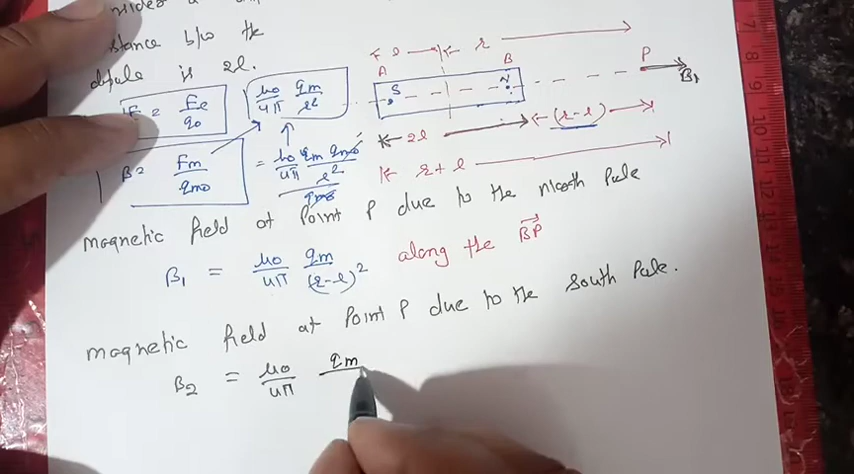 stance b/w the
dipole is 2l.
F = Fe/q0
μ0/4π qm/r²
B = Fm/qm0 = μ0/4π qm qm0/r² / qm0
l r
A B P
S N B1
2l (r-l)
r+l
magnetic field at Point P due to the North Pole
B1 = μ0/4π qm/(r-l)² along the BP
magnetic field at Point P due to the South Pole.
B2 = μ0/4π qm